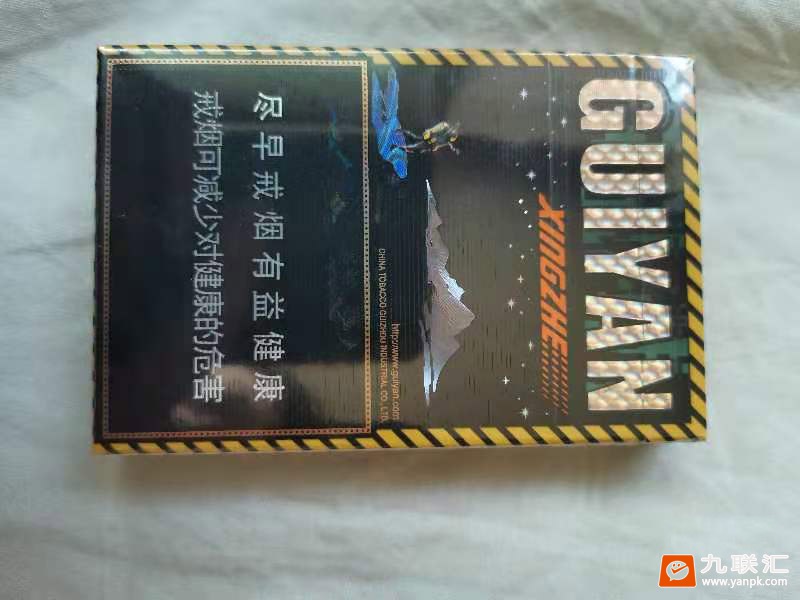 GUIYAN
XINGZHE
http://www.guiyan.com
CHINA TOBACCO GUIZHOU INDUSTRIAL CO., LTD.
尽早戒烟有益健康
戒烟可减少对健康的危害
九联汇
www.yanpk.com